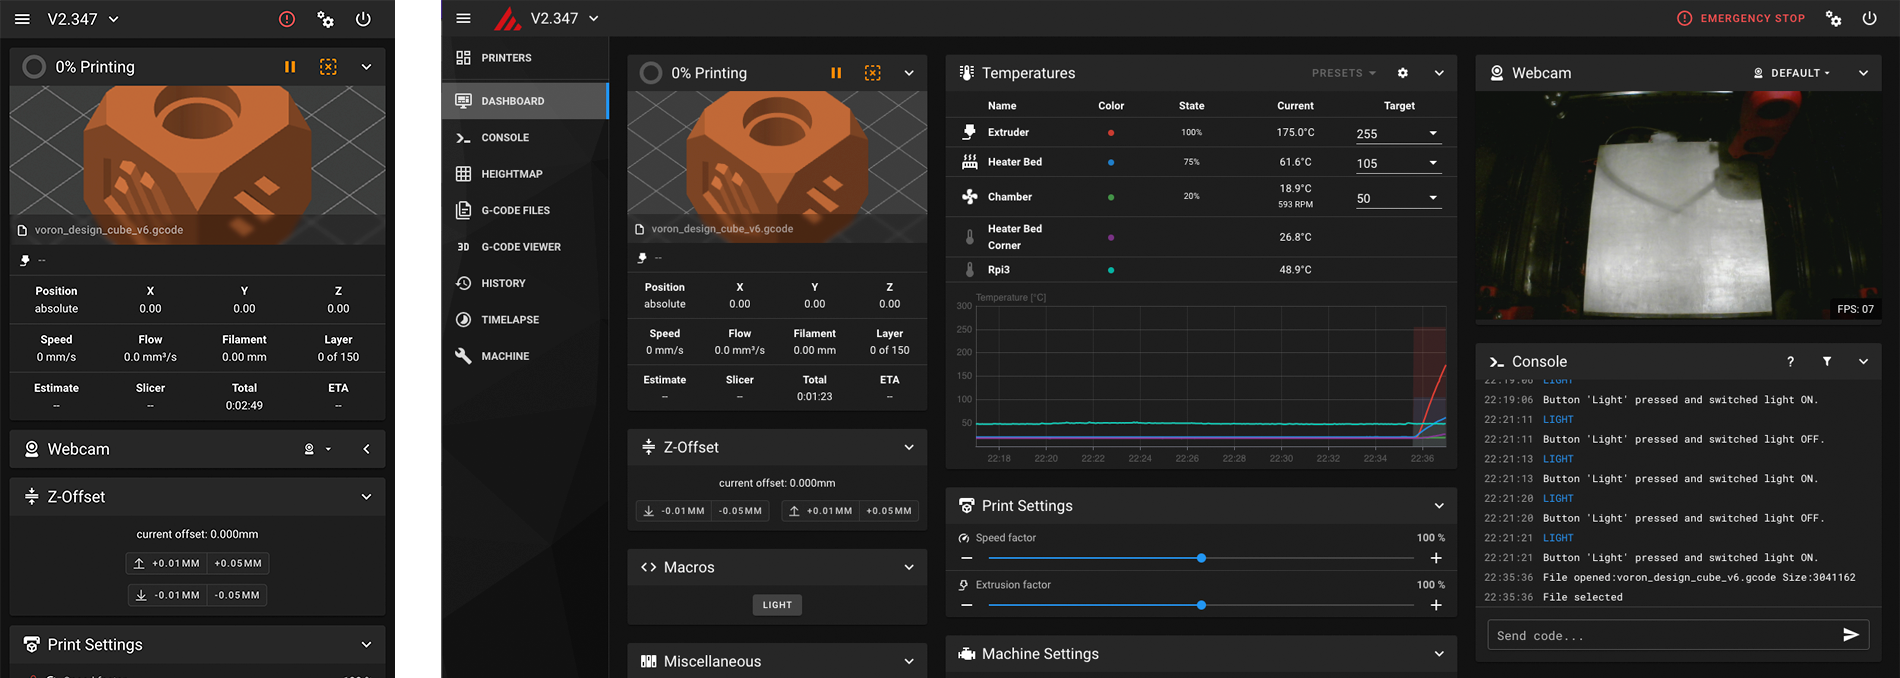 V2.347
0% Printing
voron_design_cube_v6.gcode
--
Position X Y Z
absolute 0.00 0.00 0.00
Speed Flow Filament Layer
0 mm/s 0.0 mm³/s 0.00 mm 0 of 150
Estimate Slicer Total ETA
-- -- 0:02:49 --
Webcam
Z-Offset
current offset: 0.000mm
+0.01MM +0.05MM
-0.01MM -0.05MM
Print Settings
V2.347
EMERGENCY STOP
PRINTERS
DASHBOARD
CONSOLE
HEIGHTMAP
G-CODE FILES
3D G-CODE VIEWER
HISTORY
TIMELAPSE
MACHINE
0% Printing
voron_design_cube_v6.gcode
--
Position X Y Z
absolute 0.00 0.00 0.00
Speed Flow Filament Layer
0 mm/s 0.0 mm³/s 0.00 mm 0 of 150
Estimate Slicer Total ETA
-- -- 0:01:23 --
Z-Offset
current offset: 0.000mm
-0.01MM -0.05MM +0.01MM +0.05MM
Macros
LIGHT
Miscellaneous
Temperatures PRESETS
Name Color State Current Target
Extruder 100% 175.0°C 255
Heater Bed 75% 61.6°C 105
Chamber 20% 18.9°C 50
593 RPM
Heater Bed
Corner 26.8°C
Rpi3 48.9°C
Temperature [°C]
300
250
200
150
100
50
22:18 22:20 22:22 22:24 22:26 22:28 22:30 22:32 22:34 22:36
Print Settings
Speed factor 100 %
Extrusion factor 100 %
Machine Settings
Webcam DEFAULT
FPS: 07
Console ?
22:19:06 LIGHT
22:19:06 Button 'Light' pressed and switched light ON.
22:21:11 LIGHT
22:21:11 Button 'Light' pressed and switched light OFF.
22:21:13 LIGHT
22:21:13 Button 'Light' pressed and switched light ON.
22:21:20 LIGHT
22:21:20 Button 'Light' pressed and switched light OFF.
22:21:21 LIGHT
22:21:21 Button 'Light' pressed and switched light ON.
22:35:36 File opened:voron_design_cube_v6.gcode Size:3041162
22:35:36 File selected
Send code...